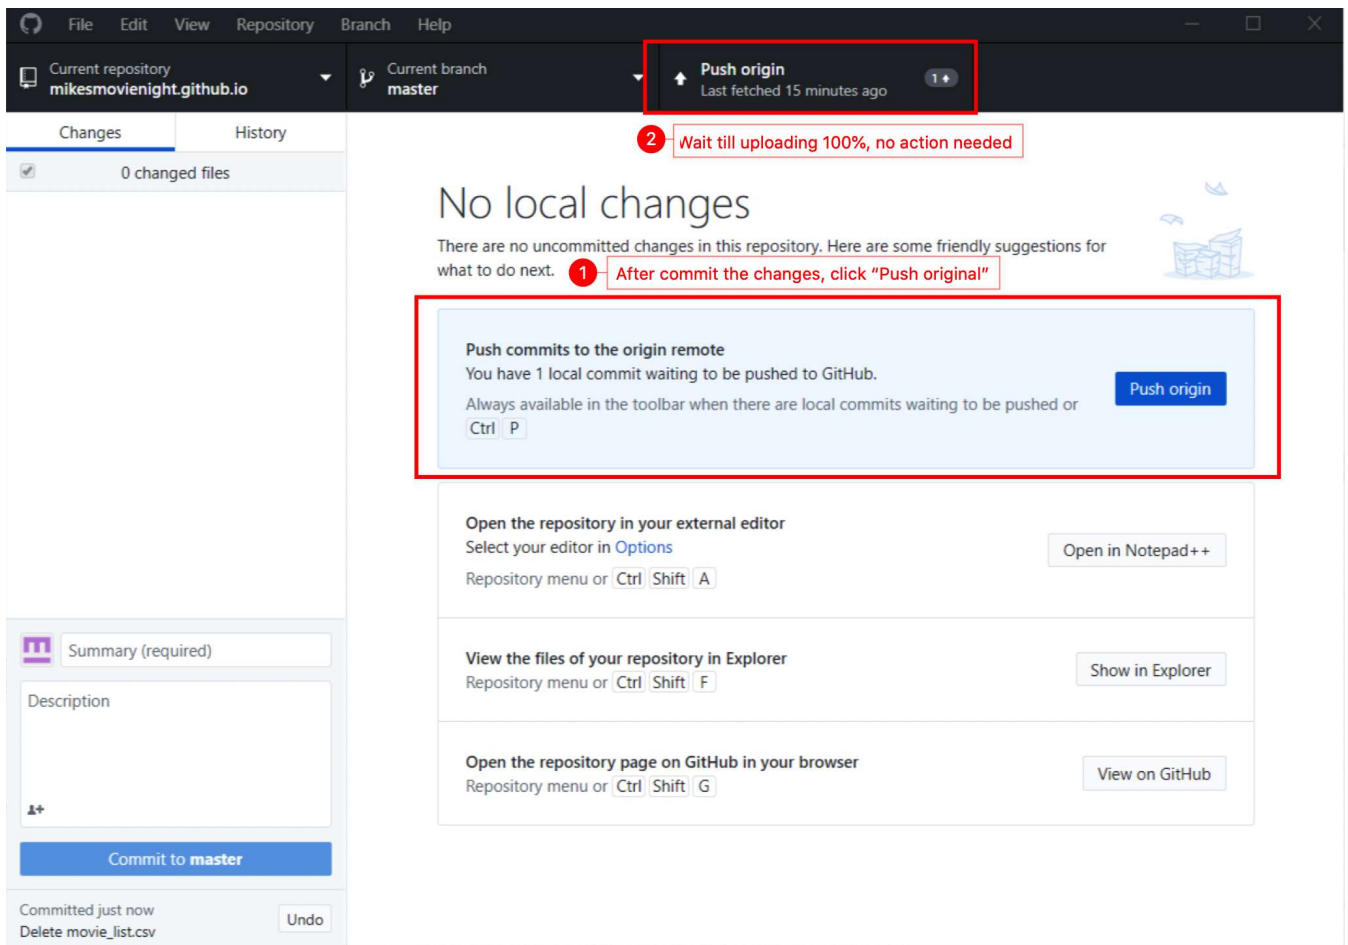 File Edit View Repository Branch Help
Current repository
mikesmovienight.github.io
Current branch
master
Push origin
Last fetched 15 minutes ago
1
Changes History
0 changed files
2 Wait till uploading 100%, no action needed
No local changes
There are no uncommitted changes in this repository. Here are some friendly suggestions for
what to do next.
1 After commit the changes, click “Push original”
Push commits to the origin remote
You have 1 local commit waiting to be pushed to GitHub.
Always available in the toolbar when there are local commits waiting to be pushed or
Ctrl P
Push origin
Open the repository in your external editor
Select your editor in Options
Repository menu or Ctrl Shift A
Open in Notepad++
View the files of your repository in Explorer
Repository menu or Ctrl Shift F
Show in Explorer
Open the repository page on GitHub in your browser
Repository menu or Ctrl Shift G
View on GitHub
Summary (required)
Description
Commit to master
Committed just now
Delete movie_list.csv
Undo